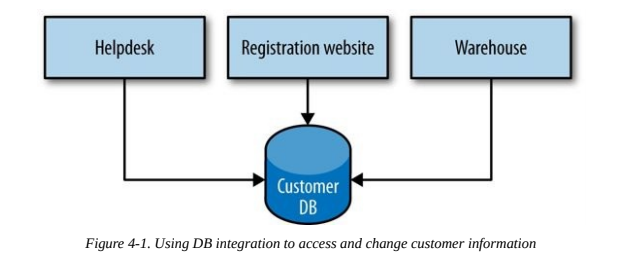 Helpdesk
Registration website
Warehouse
Customer
DB
Figure 4-1. Using DB integration to access and change customer information